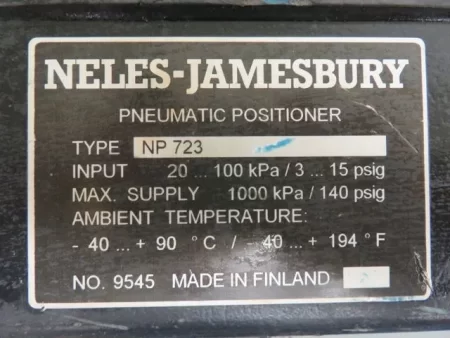 NELES-JAMESBURY
PNEUMATIC POSITIONER
TYPE NP 723
INPUT 20 ... 100 kPa / 3 ... 15 psig
MAX. SUPPLY 1000 kPa / 140 psig
AMBIENT TEMPERATURE:
- 40 ... + 90 °C / - 40 ... + 194 °F
NO. 9545 MADE IN FINLAND